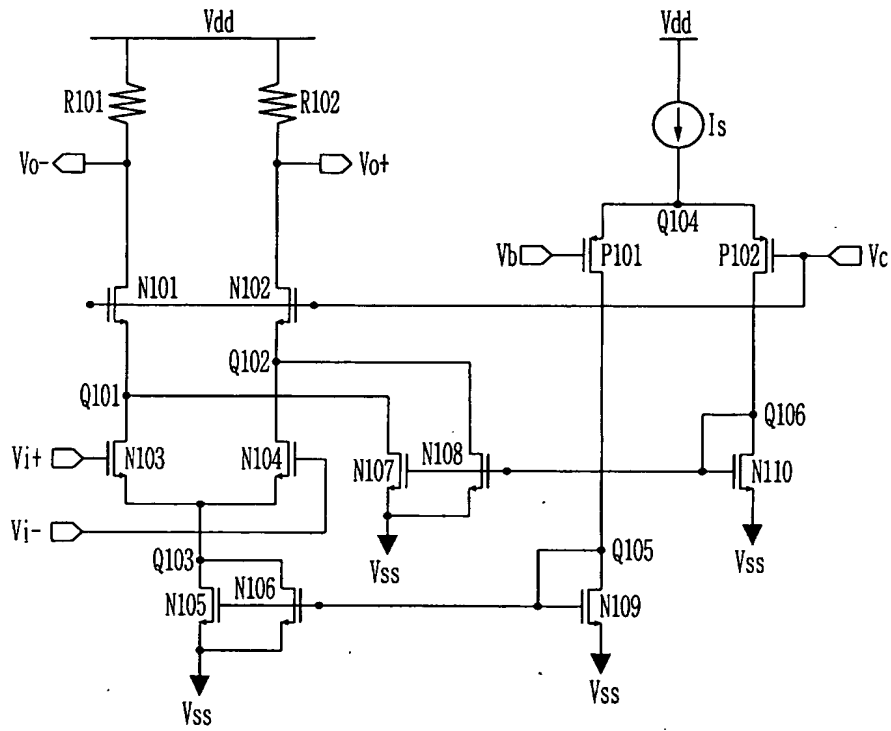 Vdd
Vdd
R101
R102
Is
Vo-
Vo+
Q104
Vb
P101
P102
Vc
N101
N102
Q102
Q101
Q106
Vi+
N103
N104
N107
N108
N110
Vi-
Q103
Vss
Q105
Vss
N105
N106
N109
Vss
Vss